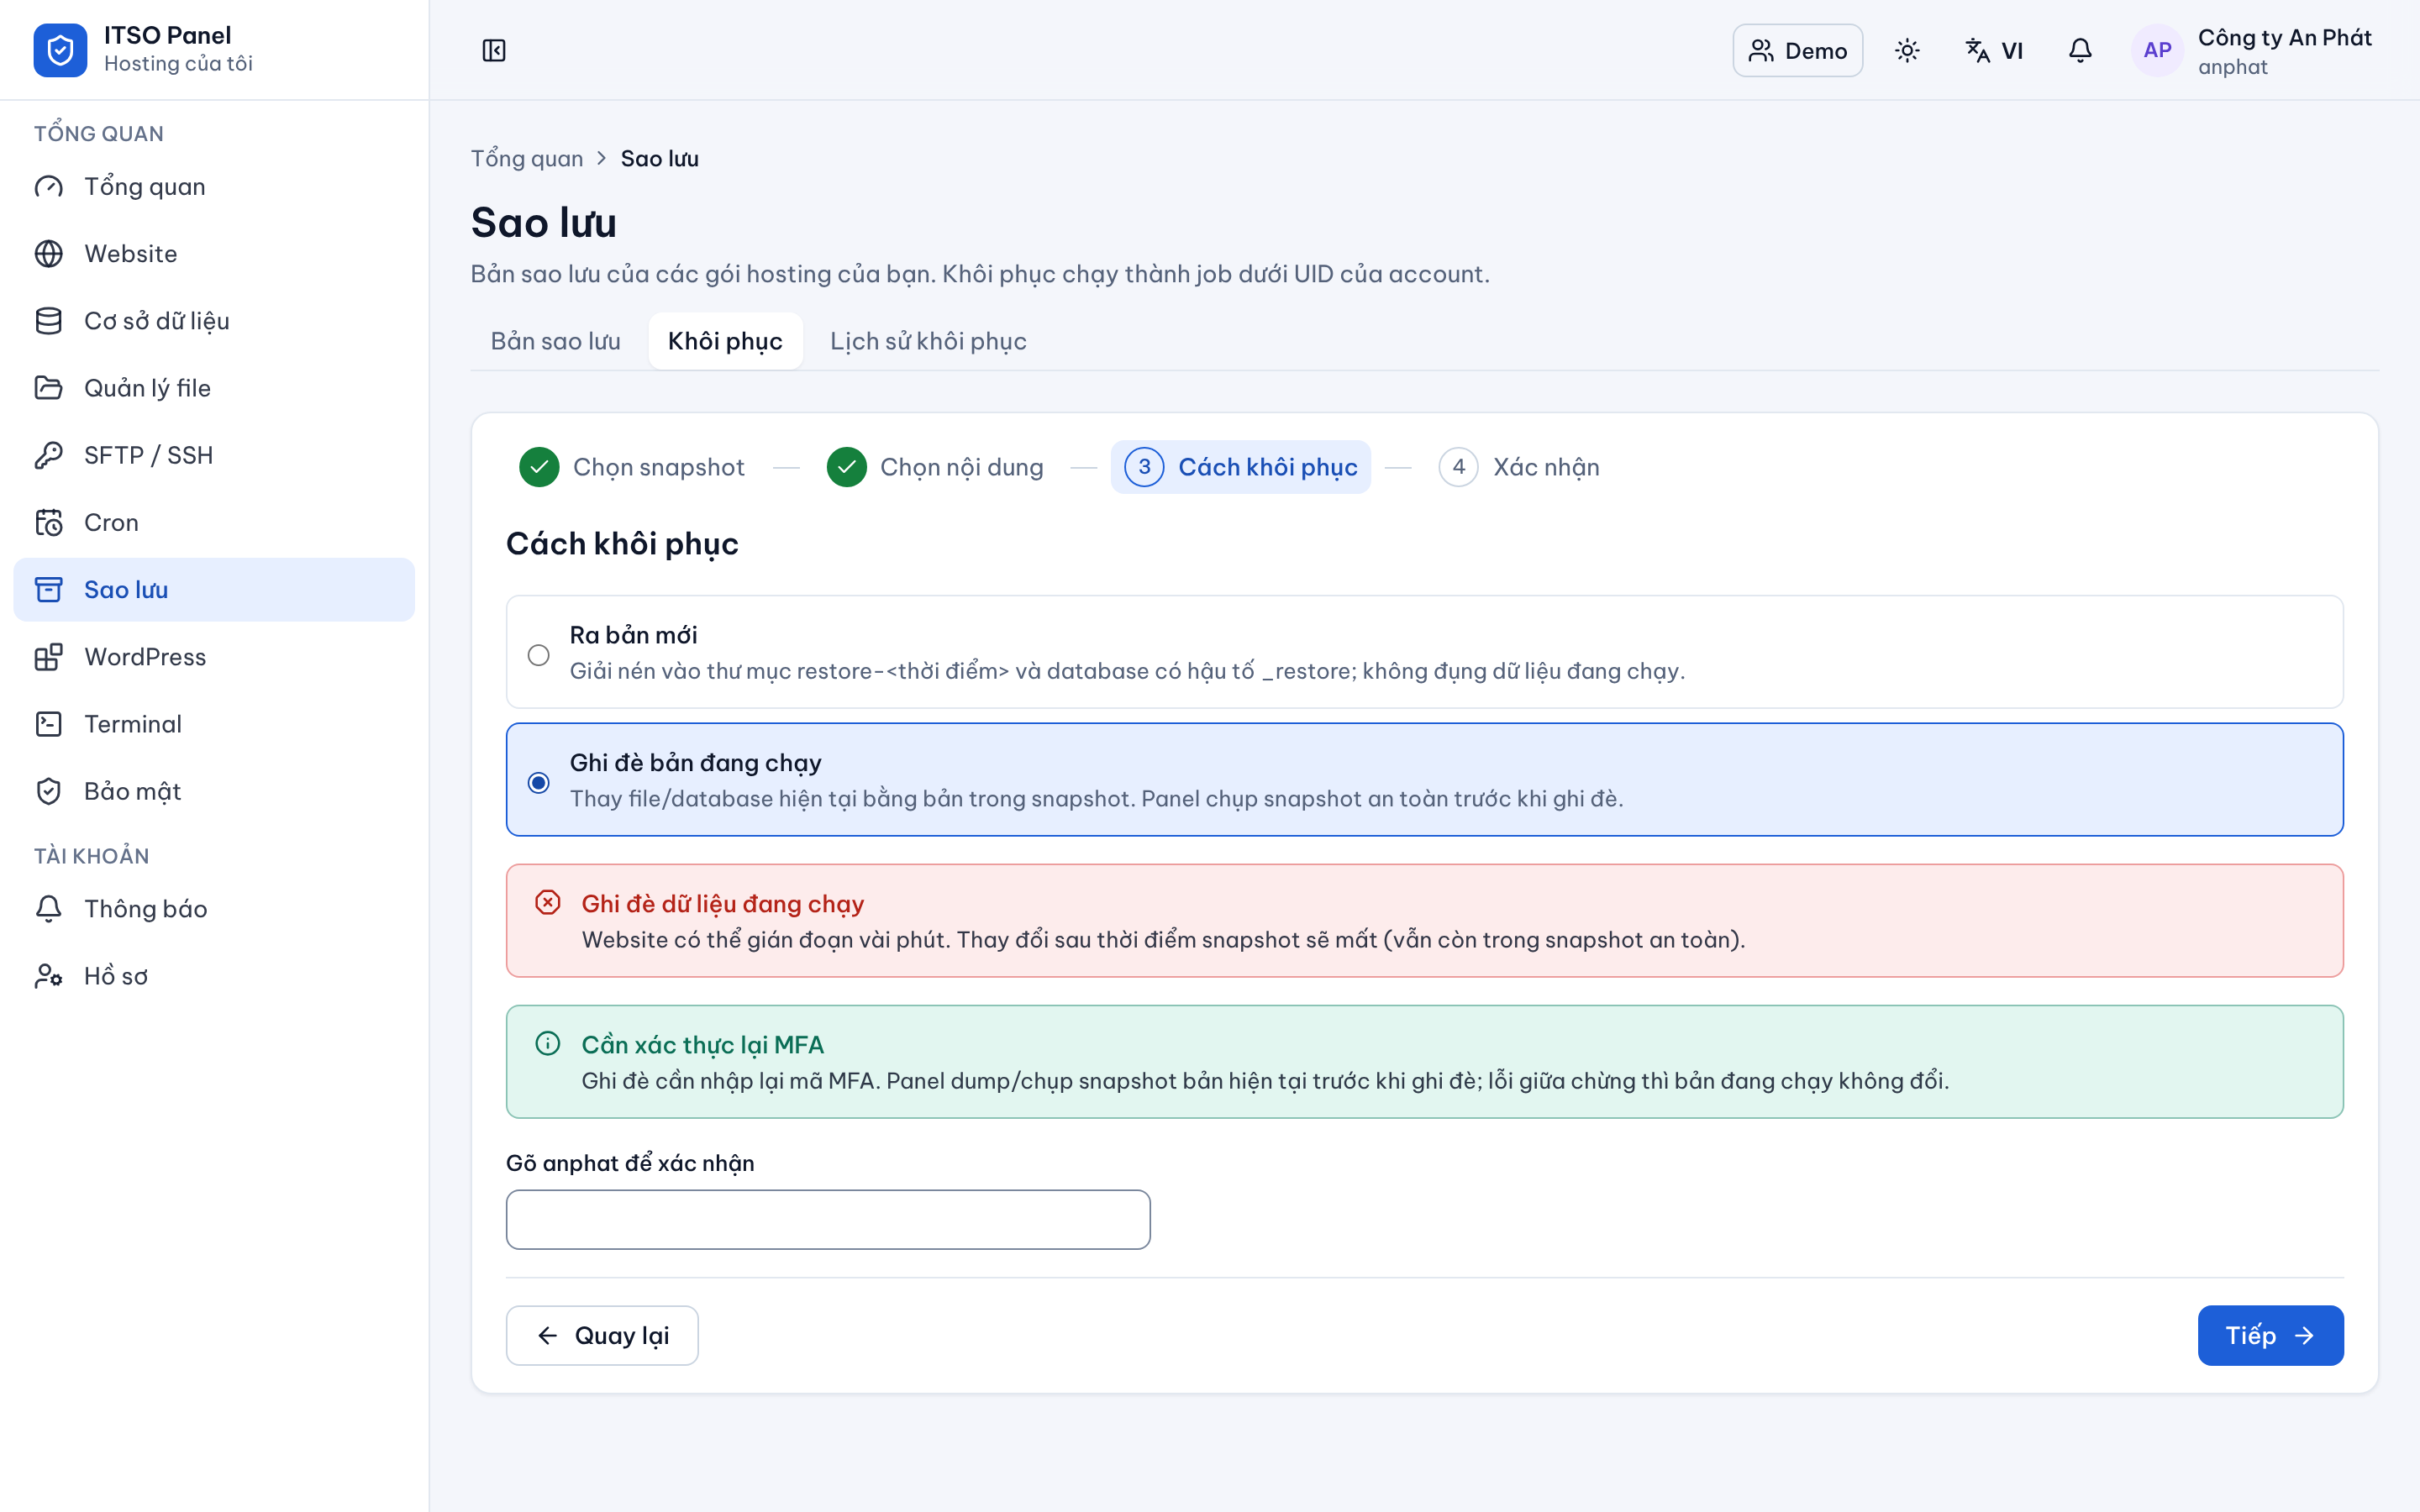 ITSO Panel
Hosting của tôi
Demo
VI
AP
Công ty An Phát
anphat
TỔNG QUAN
Tổng quan
Website
Cơ sở dữ liệu
Quản lý file
SFTP / SSH
Cron
Sao lưu
WordPress
Terminal
Bảo mật
TÀI KHOẢN
Thông báo
Hồ sơ
Tổng quan > Sao lưu
Sao lưu
Bản sao lưu của các gói hosting của bạn. Khôi phục chạy thành job dưới UID của account.
Bản sao lưu Khôi phục Lịch sử khôi phục
Chọn snapshot — Chọn nội dung — 3 Cách khôi phục — 4 Xác nhận
Cách khôi phục
Ra bản mới
Giải nén vào thư mục restore-<thời điểm> và database có hậu tố _restore; không đụng dữ liệu đang chạy.
Ghi đè bản đang chạy
Thay file/database hiện tại bằng bản trong snapshot. Panel chụp snapshot an toàn trước khi ghi đè.
Ghi đè dữ liệu đang chạy
Website có thể gián đoạn vài phút. Thay đổi sau thời điểm snapshot sẽ mất (vẫn còn trong snapshot an toàn).
Cần xác thực lại MFA
Ghi đè cần nhập lại mã MFA. Panel dump/chụp snapshot bản hiện tại trước khi ghi đè; lỗi giữa chừng thì bản đang chạy không đổi.
Gõ anphat để xác nhận
Quay lại
Tiếp